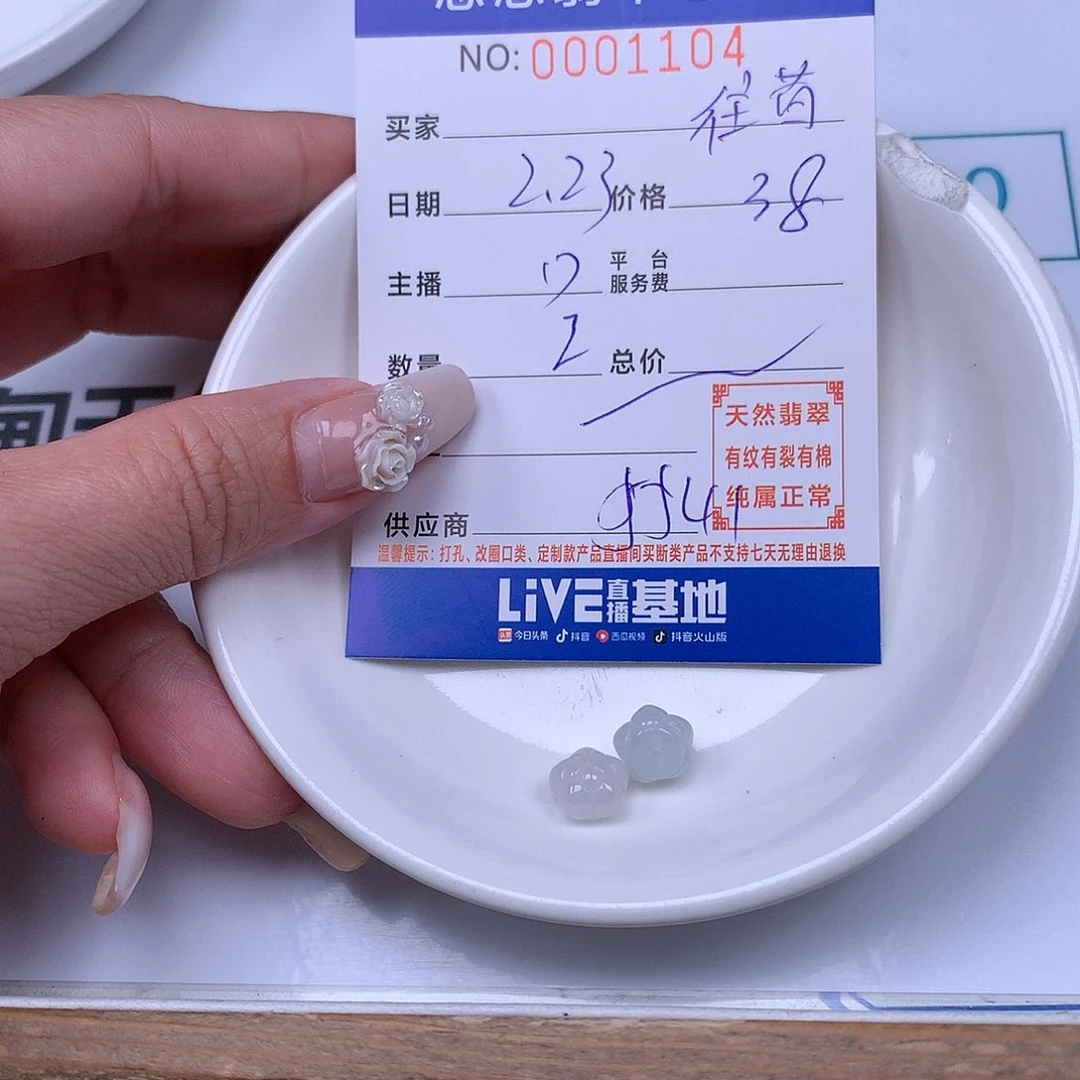 NO: 0001104
买家
日期 2.23 价格 38
主播 平台服务费
数量 2 总价
天然翡翠
有纹有裂有棉
纯属正常
供应商
温馨提示：打孔、改圈口类、定制款产品直播间买断类产品不支持七天无理由退换
LiVE直播基地
头条 今日头条 抖音 西瓜视频 抖音火山版